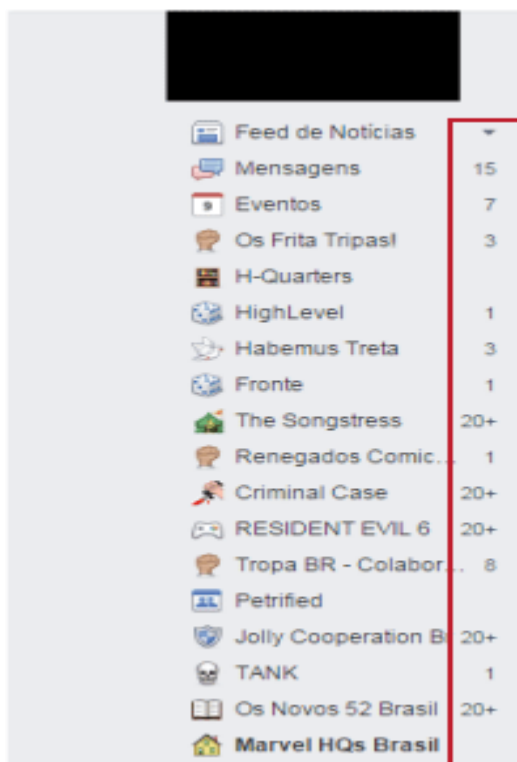 Feed de Notícias
Mensagens 15
9 Eventos 7
Os Frita Tripas! 3
H-Quarters
HighLevel 1
Habemus Treta 3
Fronte 1
The Songstress 20+
Renegados Comic... 1
Criminal Case 20+
RESIDENT EVIL 6 20+
Tropa BR - Colabor... 8
Petrified
Jolly Cooperation B 20+
TANK 1
Os Novos 52 Brasil 20+
Marvel HQs Brasil